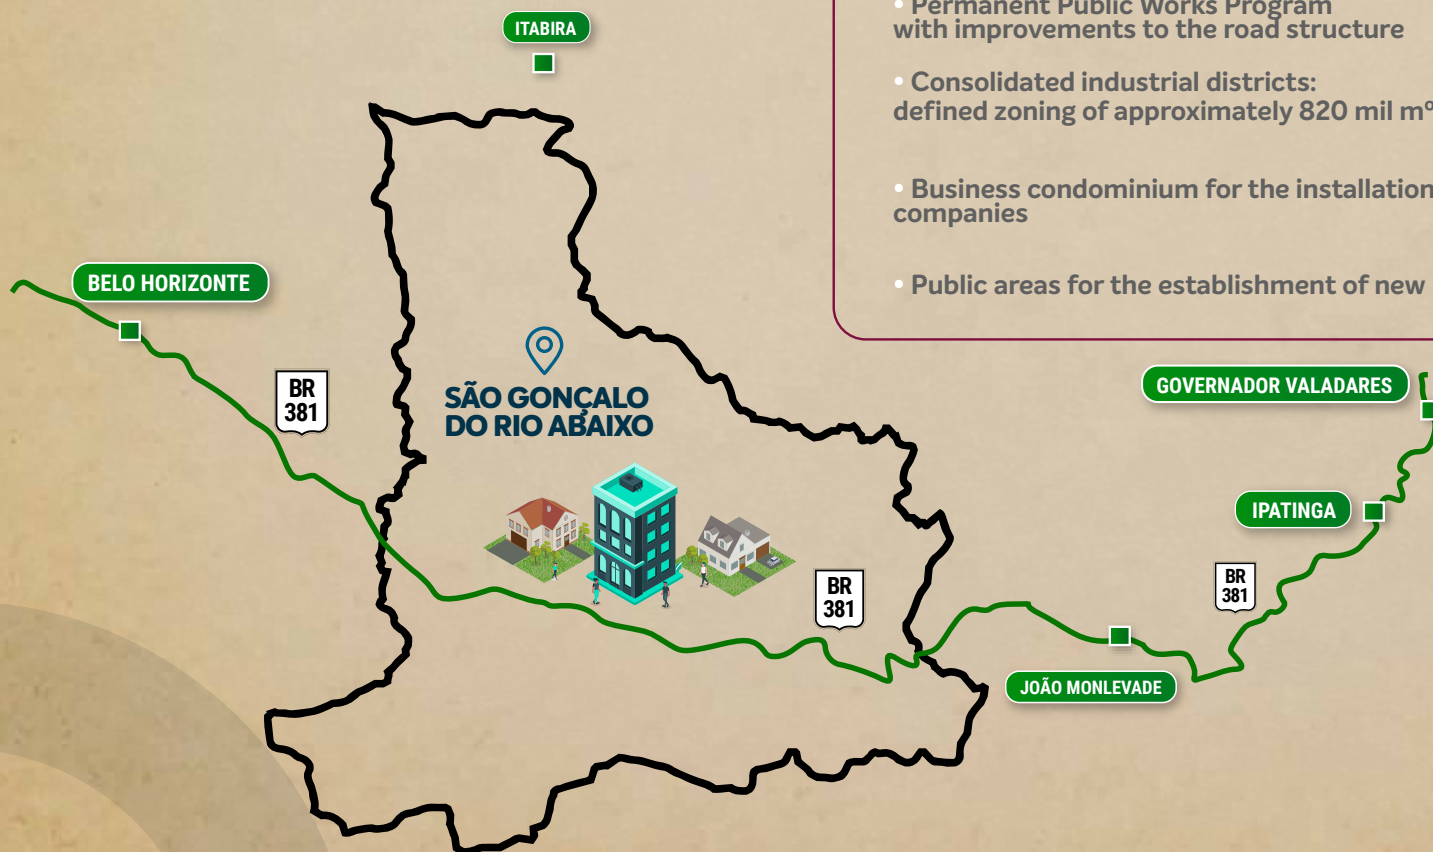 ITABIRA
• Permanent Public Works Program
with improvements to the road structure
• Consolidated industrial districts:
defined zoning of approximately 820 mil mº
• Business condominium for the installation
companies
• Public areas for the establishment of new
BELO HORIZONTE
BR
381
SÃO GONÇALO
DO RIO ABAIXO
GOVERNADOR VALADARES
IPATINGA
BR
381
BR
381
JOÃO MONLEVADE